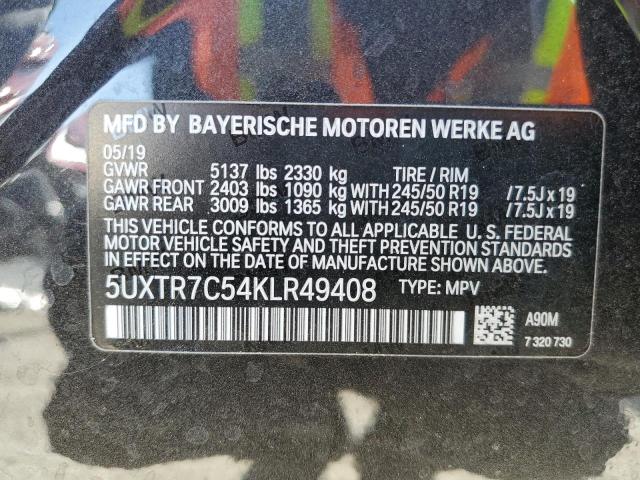 MFD BY BAYERISCHE MOTOREN WERKE AG
05/19
GVWR 5137 lbs 2330 kg TIRE / RIM
GAWR FRONT 2403 lbs 1090 kg WITH 245/50 R19 / 7.5J x 19
GAWR REAR 3009 lbs 1365 kg WITH 245/50 R19 / 7.5J x 19
THIS VEHICLE CONFORMS TO ALL APPLICABLE U. S. FEDERAL
MOTOR VEHICLE SAFETY AND THEFT PREVENTION STANDARDS
IN EFFECT ON THE DATE OF MANUFACTURE SHOWN ABOVE.
5UXTR7C54KLR49408 TYPE: MPV
A90M
7 320 730